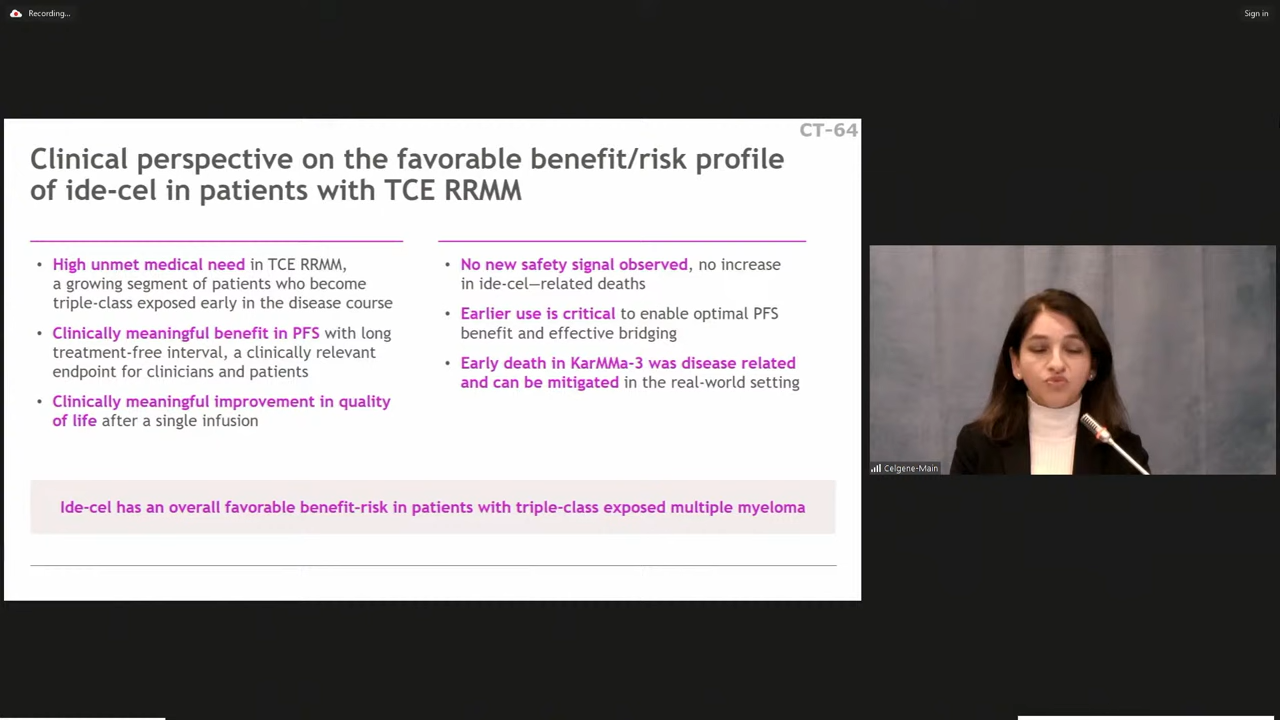 Recording...
Sign in
CT-64
Clinical perspective on the favorable benefit/risk profile
of ide-cel in patients with TCE RRMM
• High unmet medical need in TCE RRMM,
a growing segment of patients who become
triple-class exposed early in the disease course
• Clinically meaningful benefit in PFS with long
treatment-free interval, a clinically relevant
endpoint for clinicians and patients
• Clinically meaningful improvement in quality
of life after a single infusion
• No new safety signal observed, no increase
in ide-cel—related deaths
• Earlier use is critical to enable optimal PFS
benefit and effective bridging
• Early death in KarMMa-3 was disease related
and can be mitigated in the real-world setting
Ide-cel has an overall favorable benefit-risk in patients with triple-class exposed multiple myeloma
Celgene-Main